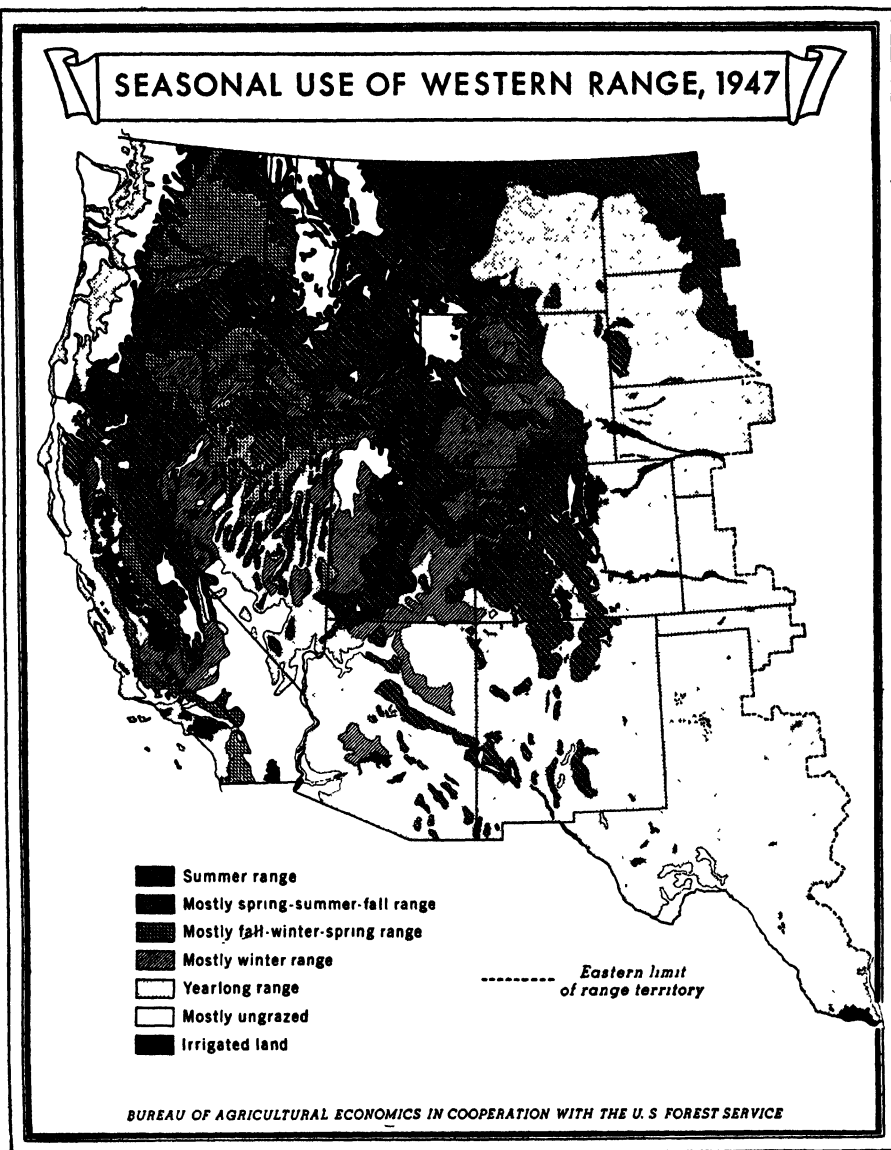 SEASONAL USE OF WESTERN RANGE, 1947
Summer range
Mostly spring-summer-fall range
Mostly fall-winter-spring range
Mostly winter range
Yearlong range
Mostly ungrazed
Irrigated land
Eastern limit
of range territory
BUREAU OF AGRICULTURAL ECONOMICS IN COOPERATION WITH THE U. S FOREST SERVICE